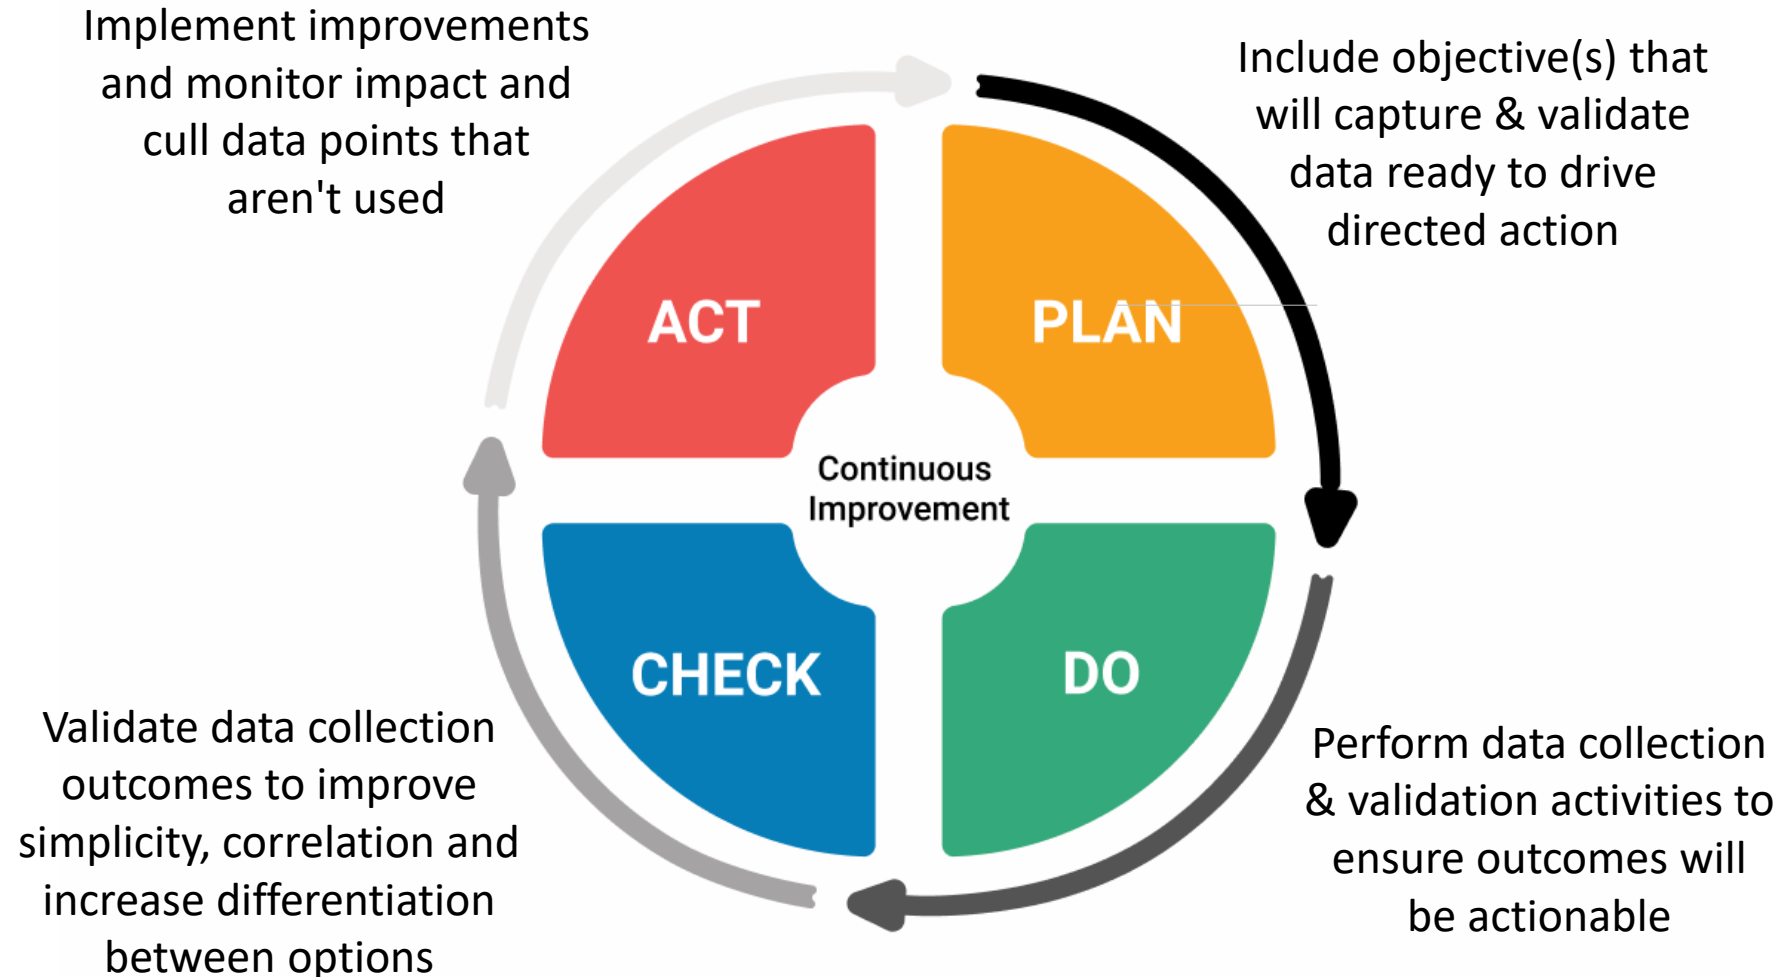 Implement improvements
and monitor impact and
cull data points that
aren't used
Include objective(s) that
will capture & validate
data ready to drive
directed action
ACT
PLAN
Continuous
Improvement
CHECK
DO
Validate data collection
outcomes to improve
simplicity, correlation and
increase differentiation
between options
Perform data collection
& validation activities to
ensure outcomes will
be actionable